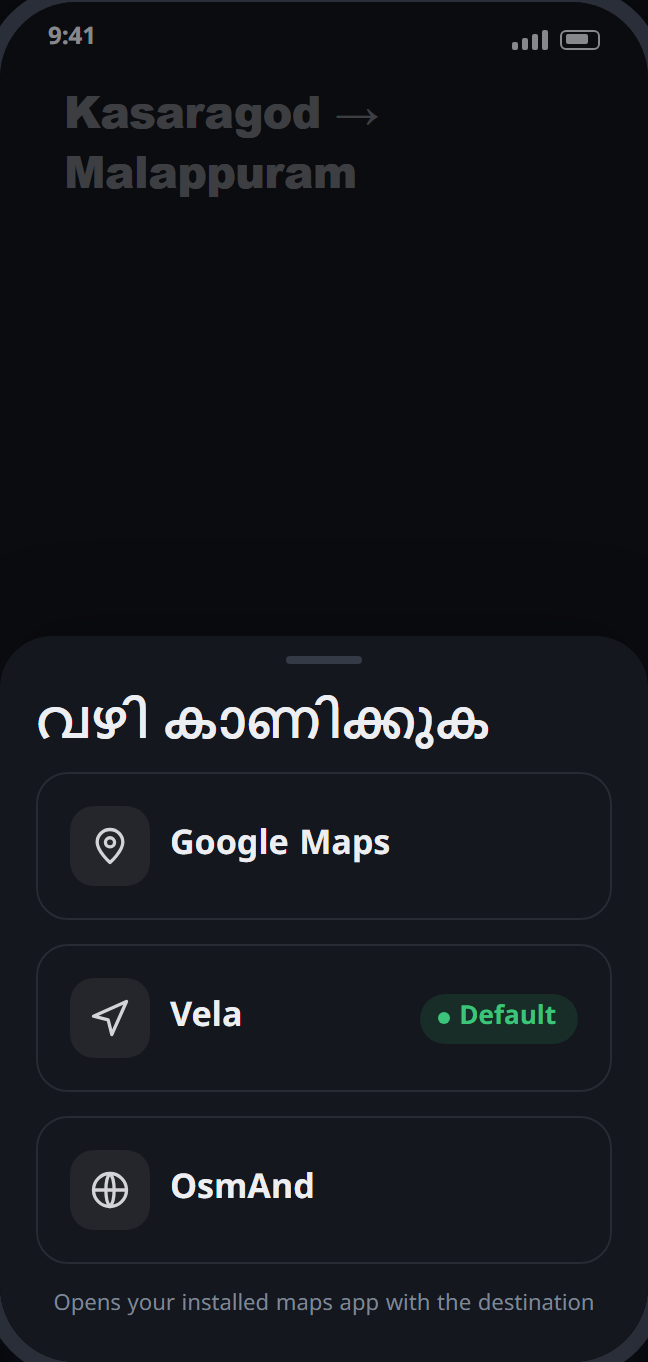 9:41
Kasaragod →
Malappuram
വഴി കാണിക്കുക
Google Maps
Vela
Default
OsmAnd
Opens your installed maps app with the destination